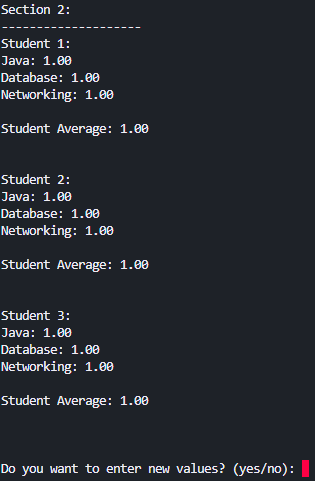 Section 2:
--------------------
Student 1:
Java: 1.00
Database: 1.00
Networking: 1.00
Student Average: 1.00
Student 2:
Java: 1.00
Database: 1.00
Networking: 1.00
Student Average: 1.00
Student 3:
Java: 1.00
Database: 1.00
Networking: 1.00
Student Average: 1.00
Do you want to enter new values? (yes/no):